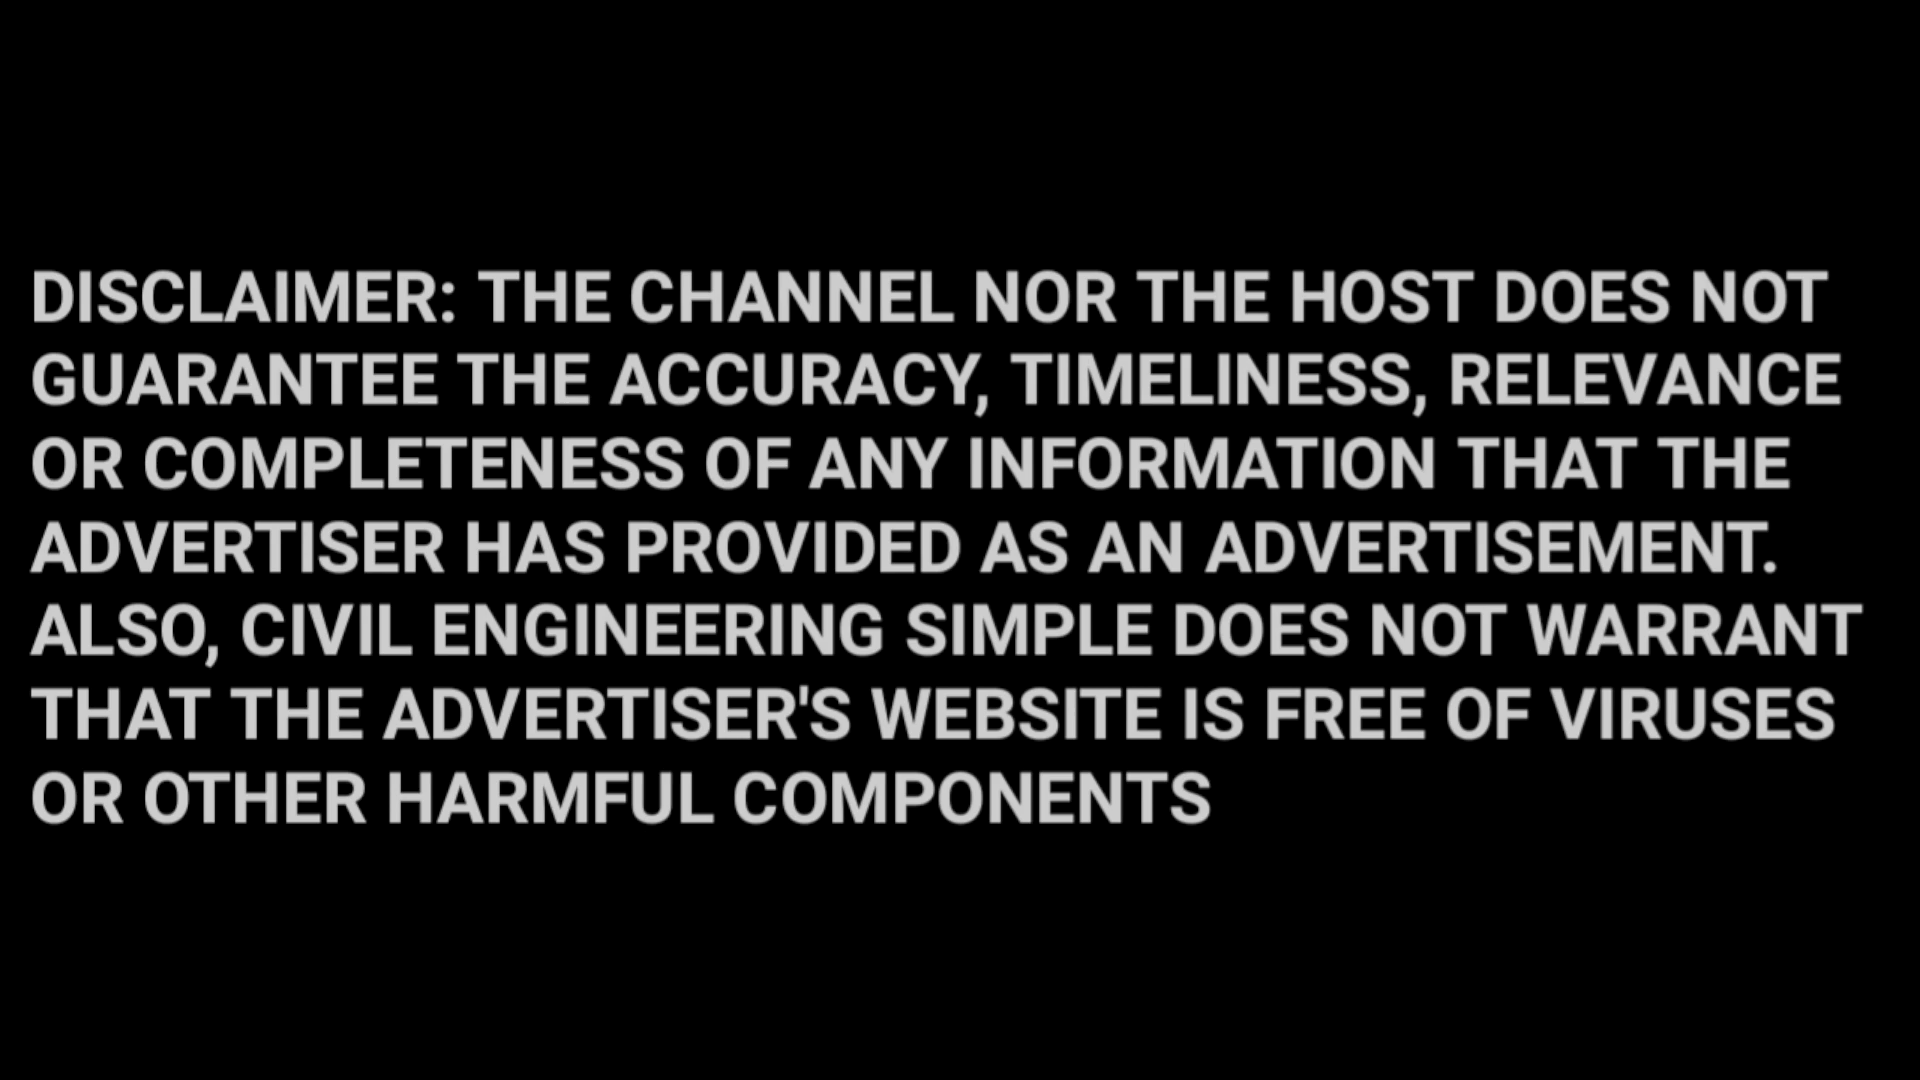 DISCLAIMER: THE CHANNEL NOR THE HOST DOES NOT
GUARANTEE THE ACCURACY, TIMELINESS, RELEVANCE
OR COMPLETENESS OF ANY INFORMATION THAT THE
ADVERTISER HAS PROVIDED AS AN ADVERTISEMENT.
ALSO, CIVIL ENGINEERING SIMPLE DOES NOT WARRANT
THAT THE ADVERTISER'S WEBSITE IS FREE OF VIRUSES
OR OTHER HARMFUL COMPONENTS